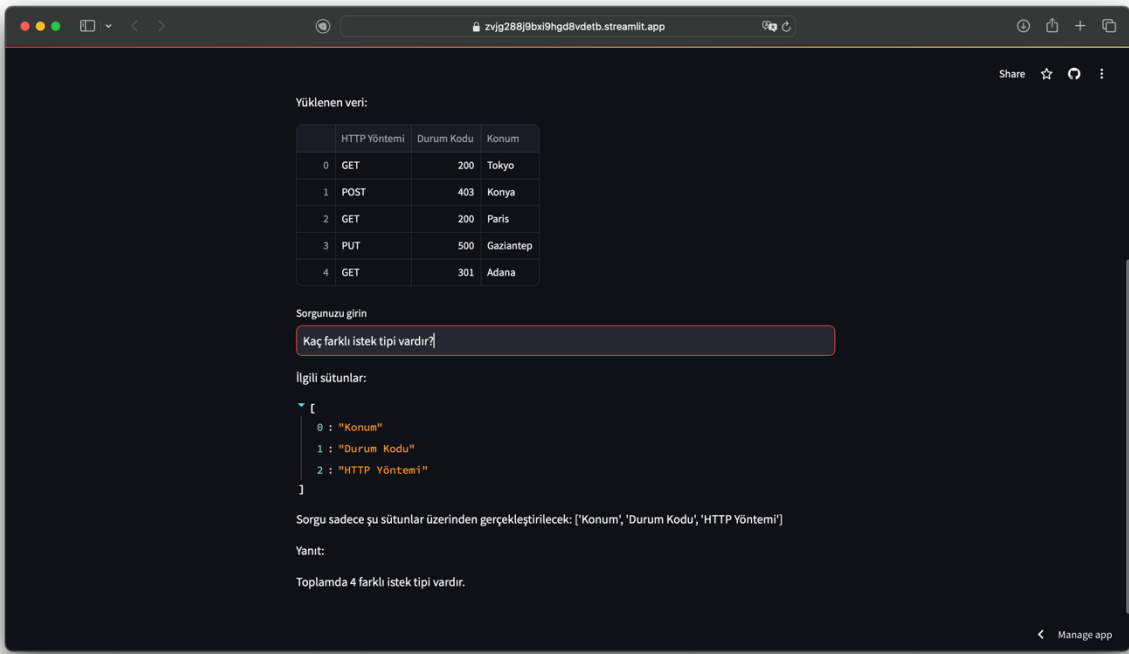 zvjg288j9bxi9hgd8vdetb.streamlit.app
Share
Yüklenen veri:
HTTP Yöntemi Durum Kodu Konum
0 GET 200 Tokyo
1 POST 403 Konya
2 GET 200 Paris
3 PUT 500 Gaziantep
4 GET 301 Adana
Sorgunuzu girin
Kaç farklı istek tipi vardır?
İlgili sütunlar:
[
0 : "Konum"
1 : "Durum Kodu"
2 : "HTTP Yöntemi"
]
Sorgu sadece şu sütunlar üzerinden gerçekleştirilecek: ['Konum', 'Durum Kodu', 'HTTP Yöntemi']
Yanıt:
Toplamda 4 farklı istek tipi vardır.
Manage app